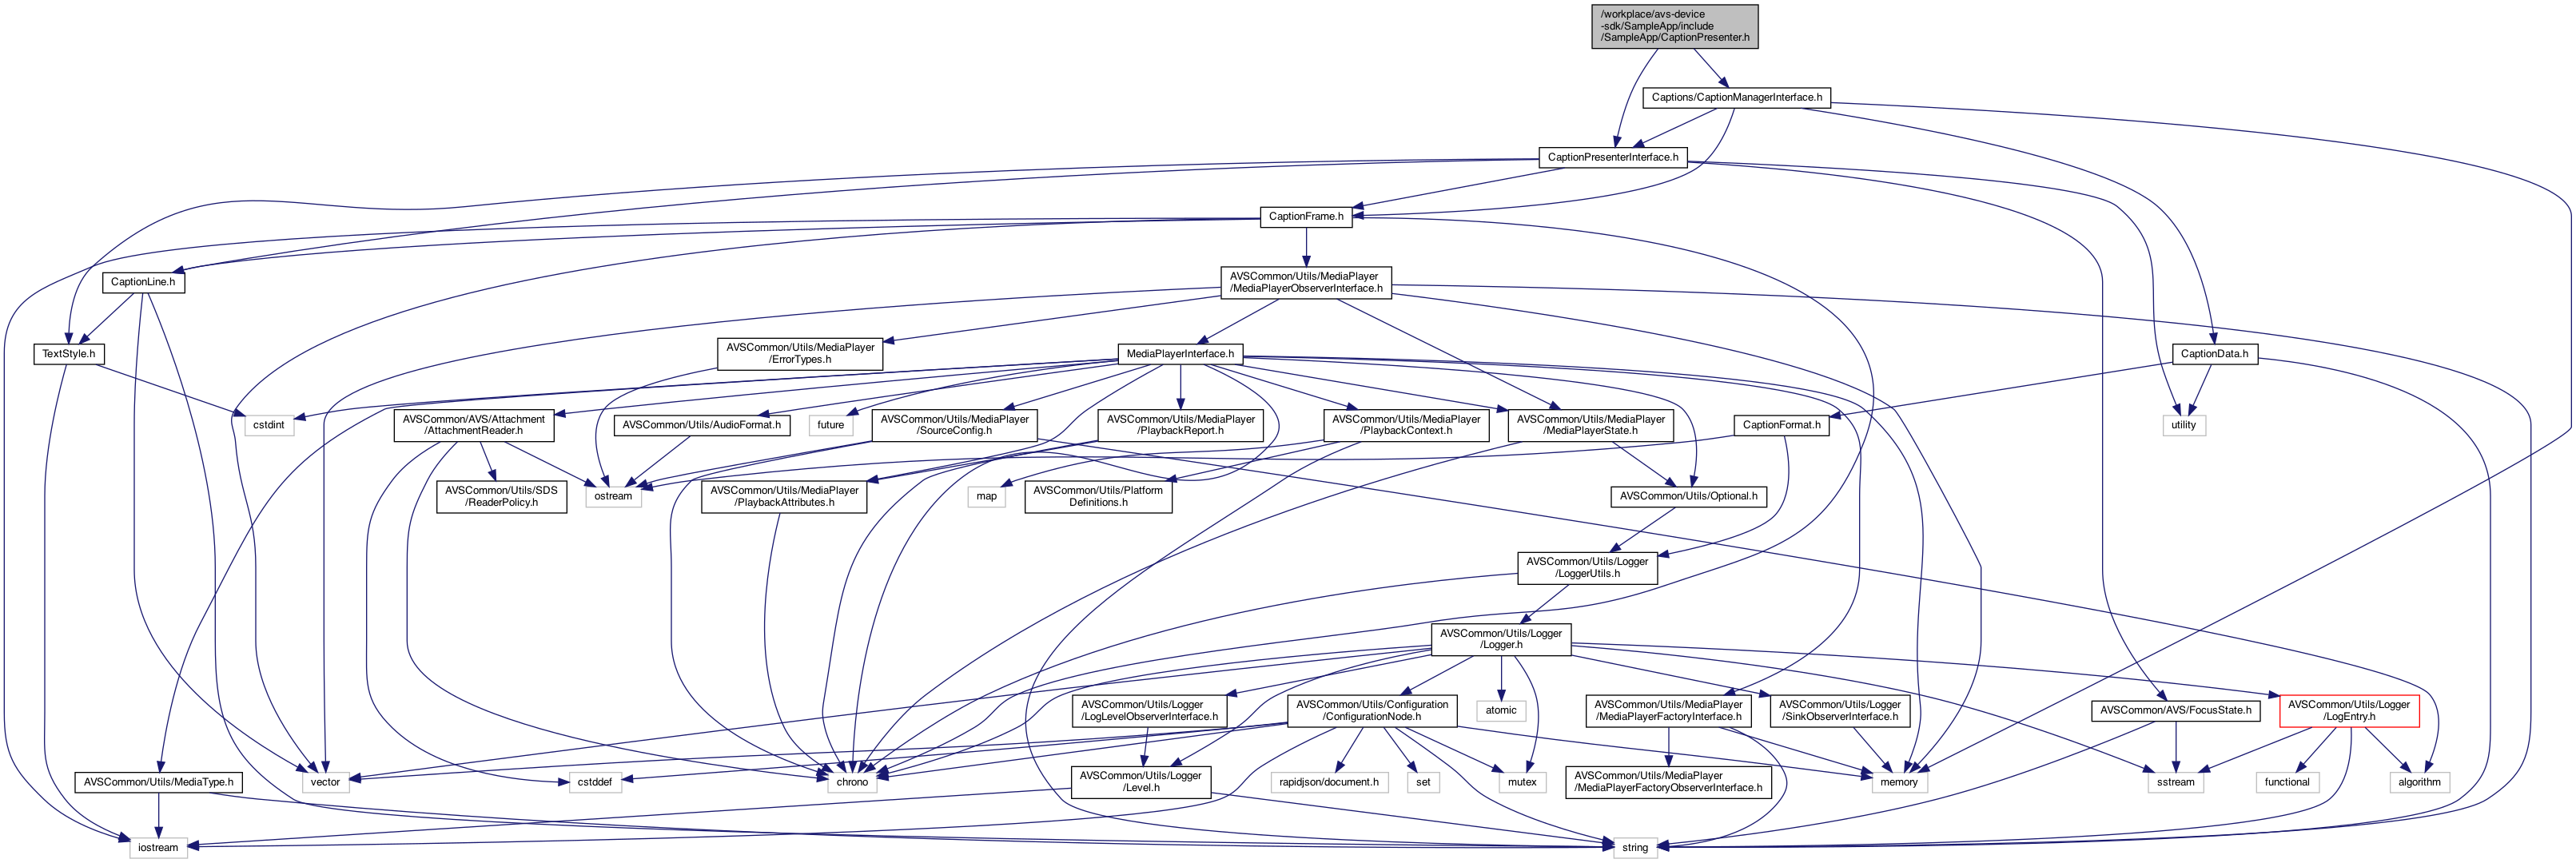 /workplace/avs-device
-sdk/SampleApp/include
/SampleApp/CaptionPresenter.h
Captions/CaptionManagerInterface.h
CaptionPresenterInterface.h
CaptionFrame.h
CaptionLine.h
AVSCommon/Utils/MediaPlayer
/MediaPlayerObserverInterface.h
TextStyle.h
AVSCommon/Utils/MediaPlayer
/ErrorTypes.h
MediaPlayerInterface.h
CaptionData.h
cstdint
AVSCommon/AVS/Attachment
/AttachmentReader.h
AVSCommon/Utils/AudioFormat.h
future
AVSCommon/Utils/MediaPlayer
/SourceConfig.h
AVSCommon/Utils/MediaPlayer
/PlaybackReport.h
AVSCommon/Utils/MediaPlayer
/PlaybackContext.h
AVSCommon/Utils/MediaPlayer
/MediaPlayerState.h
CaptionFormat.h
utility
AVSCommon/Utils/SDS
/ReaderPolicy.h
ostream
AVSCommon/Utils/MediaPlayer
/PlaybackAttributes.h
map
AVSCommon/Utils/Platform
Definitions.h
AVSCommon/Utils/Optional.h
AVSCommon/Utils/Logger
/LoggerUtils.h
AVSCommon/Utils/Logger
/Logger.h
AVSCommon/Utils/Logger
/LogLevelObserverInterface.h
AVSCommon/Utils/Configuration
/ConfigurationNode.h
atomic
AVSCommon/Utils/MediaPlayer
/MediaPlayerFactoryInterface.h
AVSCommon/Utils/Logger
/SinkObserverInterface.h
AVSCommon/AVS/FocusState.h
AVSCommon/Utils/Logger
/LogEntry.h
AVSCommon/Utils/MediaType.h
vector
cstddef
chrono
AVSCommon/Utils/Logger
/Level.h
rapidjson/document.h
set
mutex
AVSCommon/Utils/MediaPlayer
/MediaPlayerFactoryObserverInterface.h
memory
sstream
functional
algorithm
iostream
string